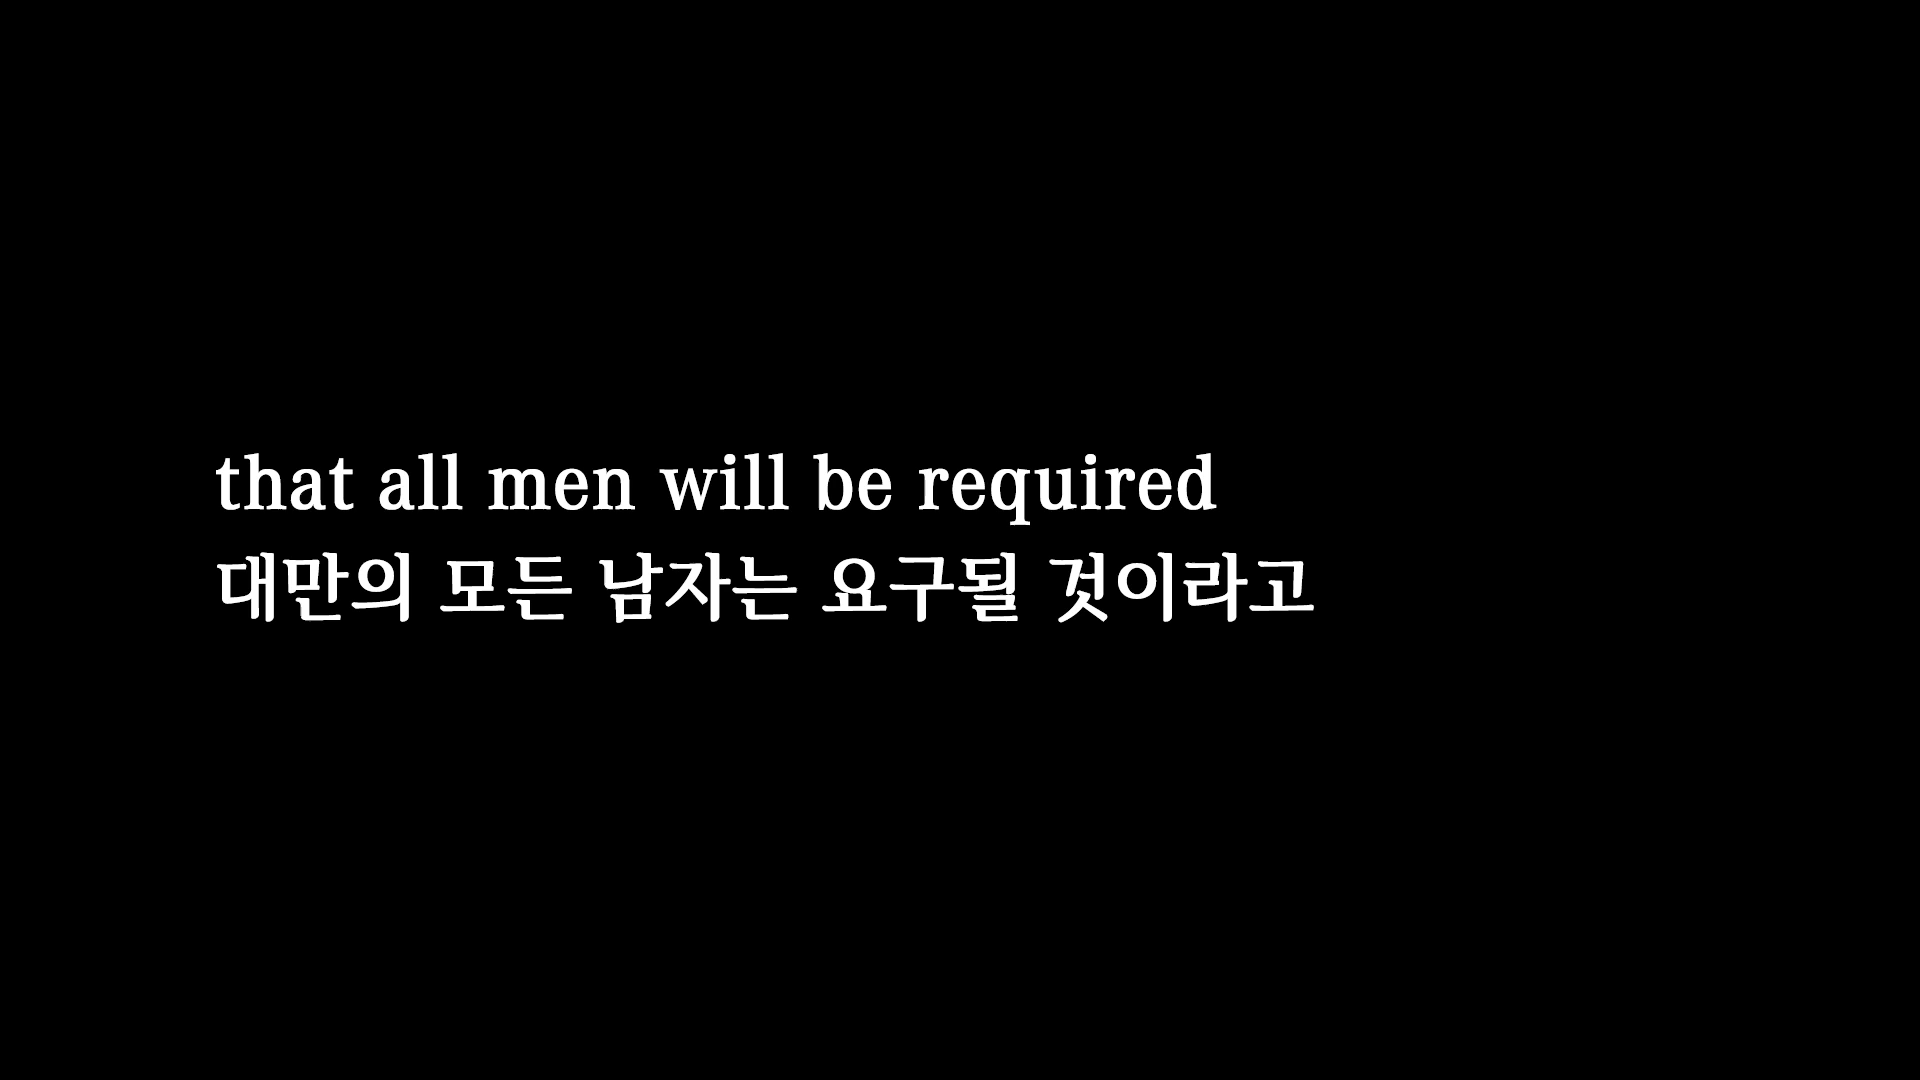 that all men will be required
대만의 모든 남자는 요구될 것이라고